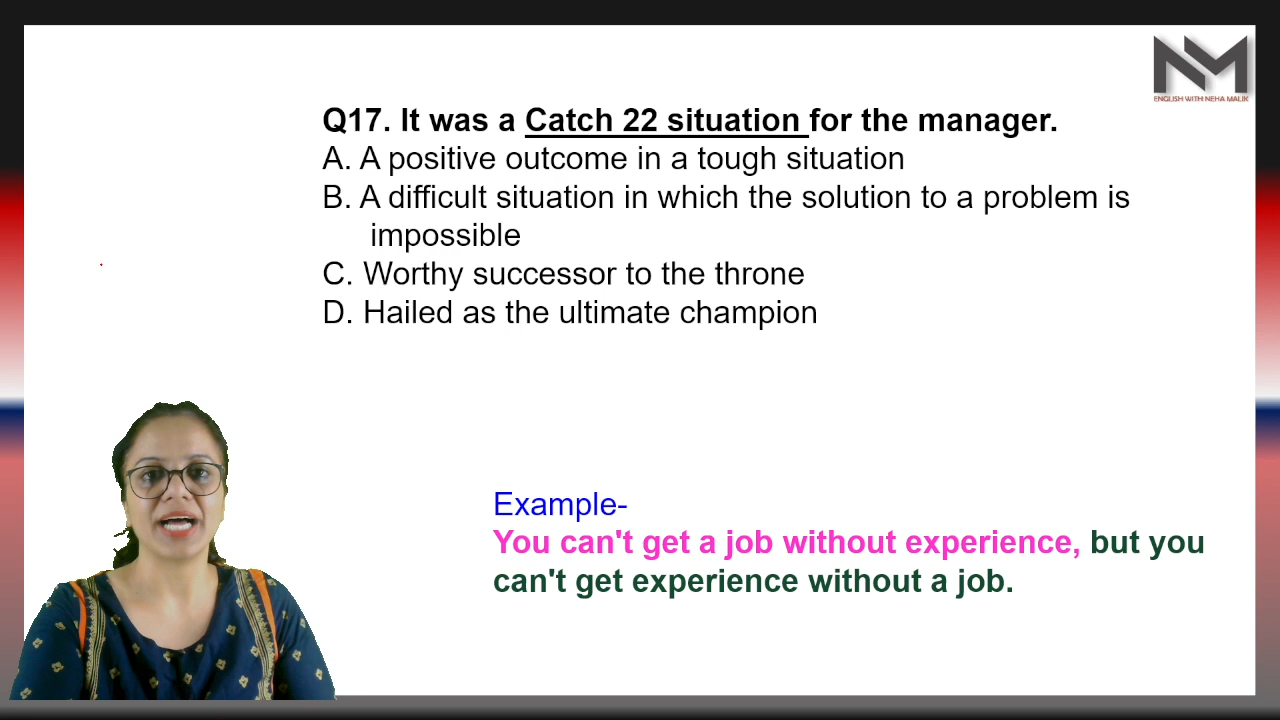 NM
ENGLISH WITH NEHA MALIK
Q17. It was a Catch 22 situation for the manager.
A. A positive outcome in a tough situation
B. A difficult situation in which the solution to a problem is
impossible
C. Worthy successor to the throne
D. Hailed as the ultimate champion
Example-
You can't get a job without experience, but you
can't get experience without a job.